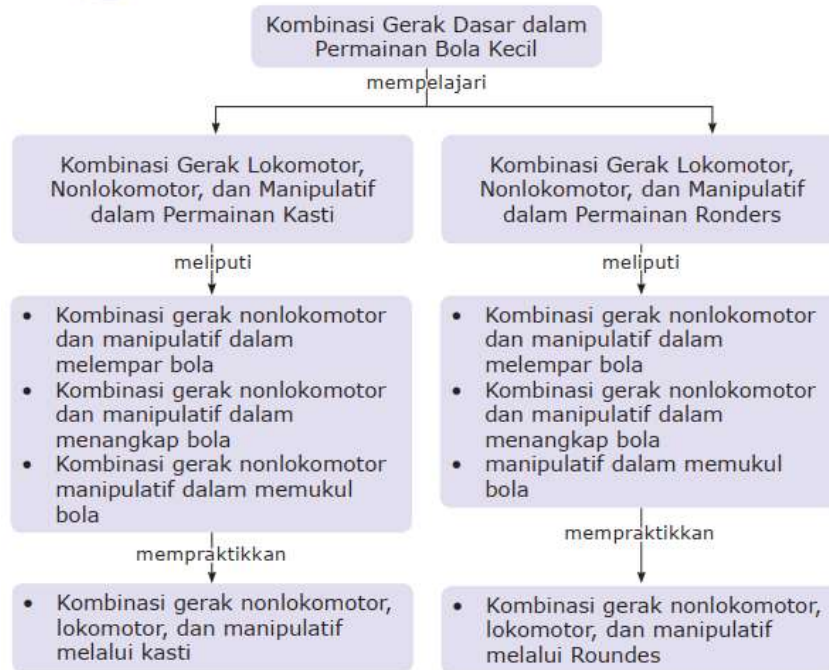 Kombinasi Gerak Dasar dalam
Permainan Bola Kecil
mempelajari
Kombinasi Gerak Lokomotor,
Nonlokomotor, dan Manipulatif
dalam Permainan Kasti
meliputi
• Kombinasi gerak nonlokomotor
dan manipulatif dalam
melempar bola
• Kombinasi gerak nonlokomotor
dan manipulatif dalam
menangkap bola
• Kombinasi gerak nonlokomotor
manipulatif dalam memukul
bola
mempraktikkan
• Kombinasi gerak nonlokomotor,
lokomotor, dan manipulatif
melalui kasti
Kombinasi Gerak Lokomotor,
Nonlokomotor, dan Manipulatif
dalam Permainan Ronders
meliputi
• Kombinasi gerak nonlokomotor
dan manipulatif dalam
melempar bola
• Kombinasi gerak nonlokomotor
dan manipulatif dalam
menangkap bola
• manipulatif dalam memukul
bola
mempraktikkan
• Kombinasi gerak nonlokomotor,
lokomotor, dan manipulatif
melalui Roundes